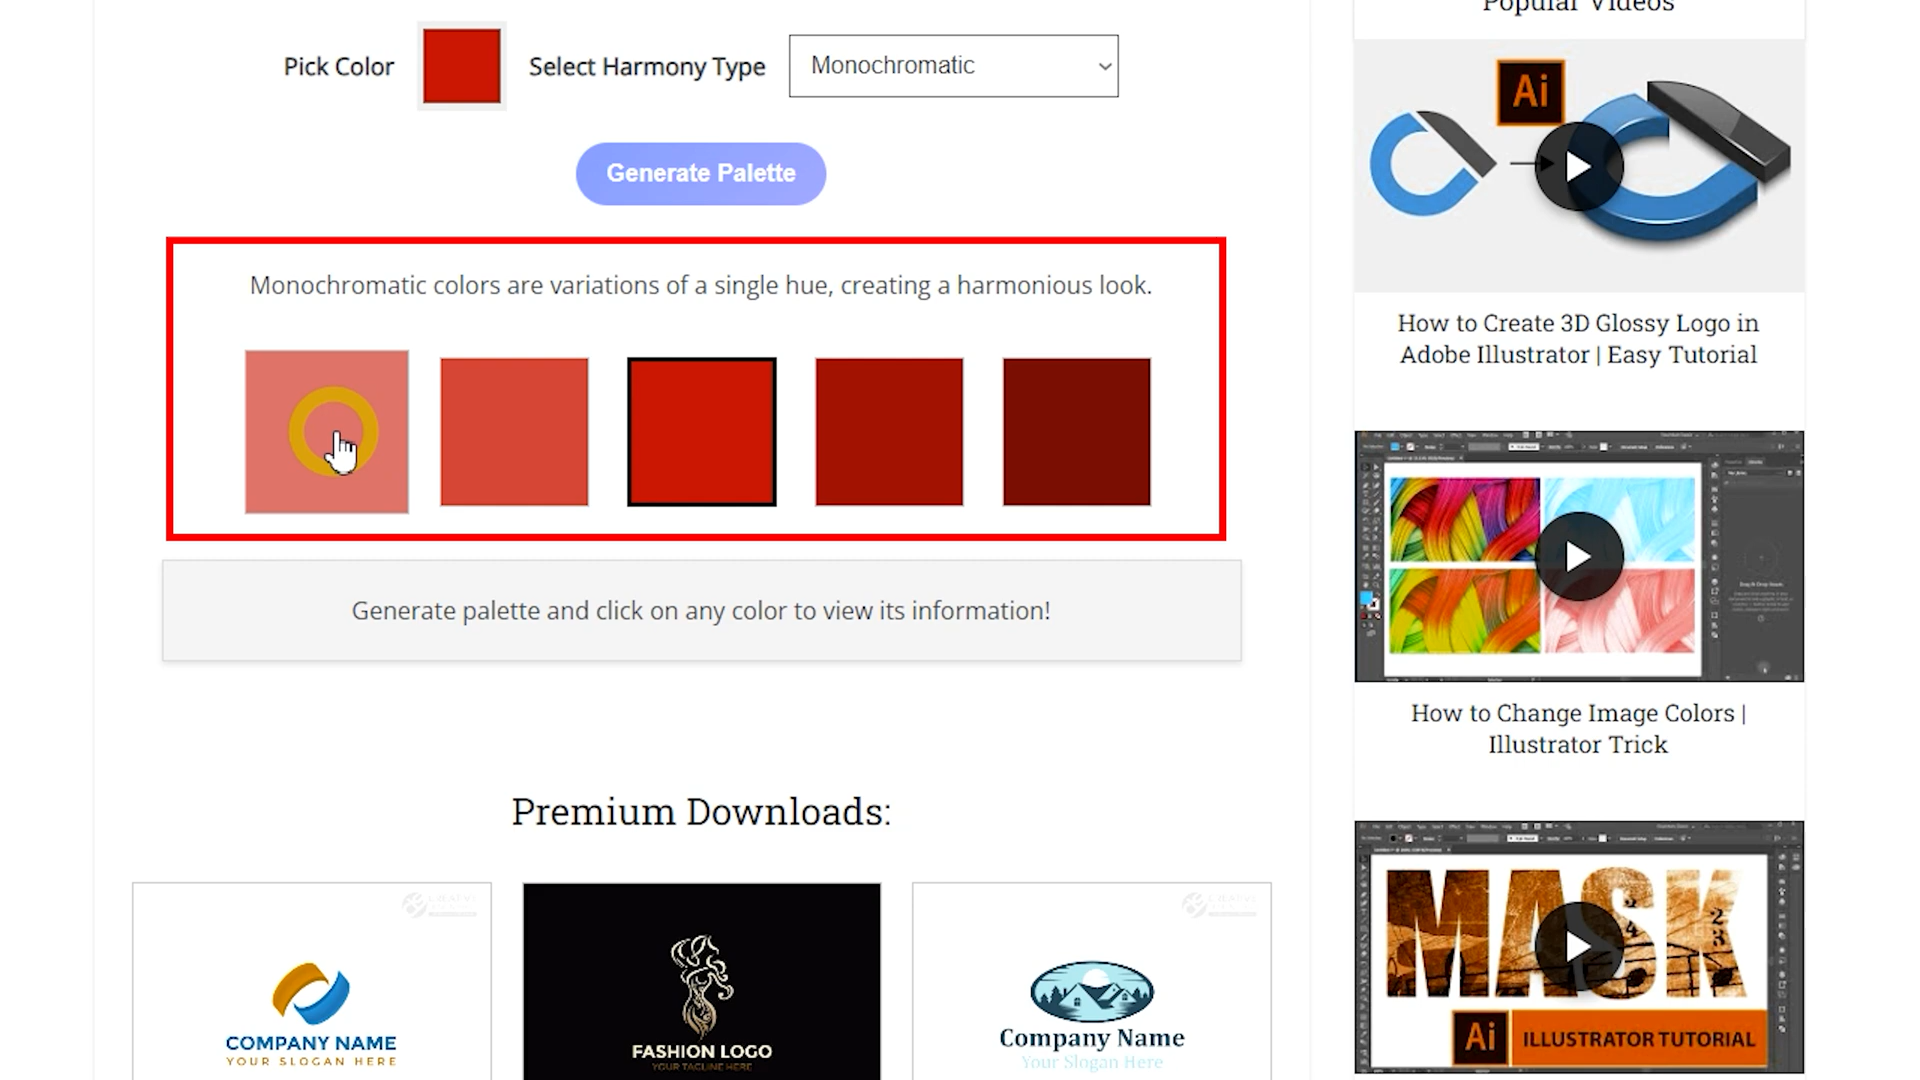 Pick Color
Select Harmony Type
Monochromatic
Generate Palette
Monochromatic colors are variations of a single hue, creating a harmonious look.
Generate palette and click on any color to view its information!
Premium Downloads:
COMPANY NAME
YOUR SLOGAN HERE
FASHION LOGO
YOUR TAGLINE HERE
Company Name
Your Slogan Here
Popular Videos
Ai
How to Create 3D Glossy Logo in
Adobe Illustrator | Easy Tutorial
How to Change Image Colors |
Illustrator Trick
MASK
Ai
ILLUSTRATOR TUTORIAL